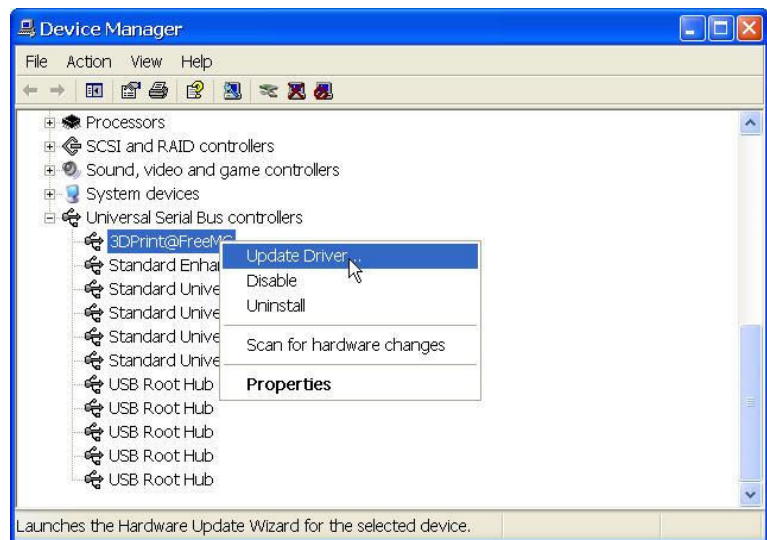 Device Manager
File Action View Help
Processors
SCSI and RAID controllers
Sound, video and game controllers
System devices
Universal Serial Bus controllers
3DPrint@FreeM
Update Driver...
Standard Enha
Disable
Standard Unive
Standard Unive
Uninstall
Standard Unive
Scan for hardware changes
Standard Unive
USB Root Hub
Properties
USB Root Hub
USB Root Hub
USB Root Hub
USB Root Hub
Launches the Hardware Update Wizard for the selected device.